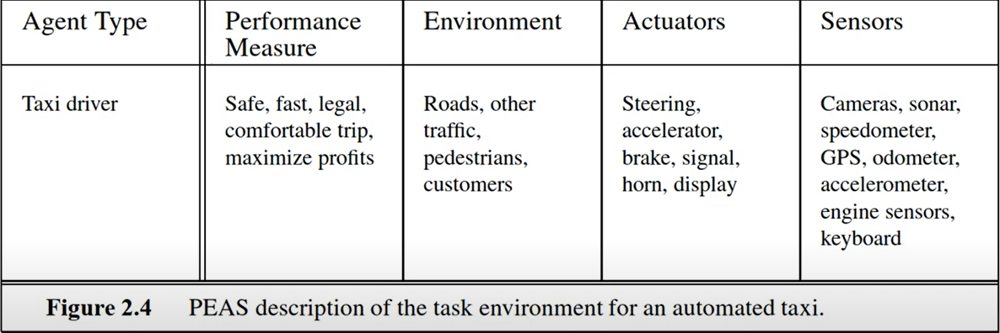 Agent Type
Performance
Measure
Environment
Actuators
Sensors
Taxi driver
Safe, fast, legal,
comfortable trip,
maximize profits
Roads, other
traffic,
pedestrians,
customers
Steering,
accelerator,
brake, signal,
horn, display
Cameras, sonar,
speedometer,
GPS, odometer,
accelerometer,
engine sensors,
keyboard
Figure 2.4 PEAS description of the task environment for an automated taxi.